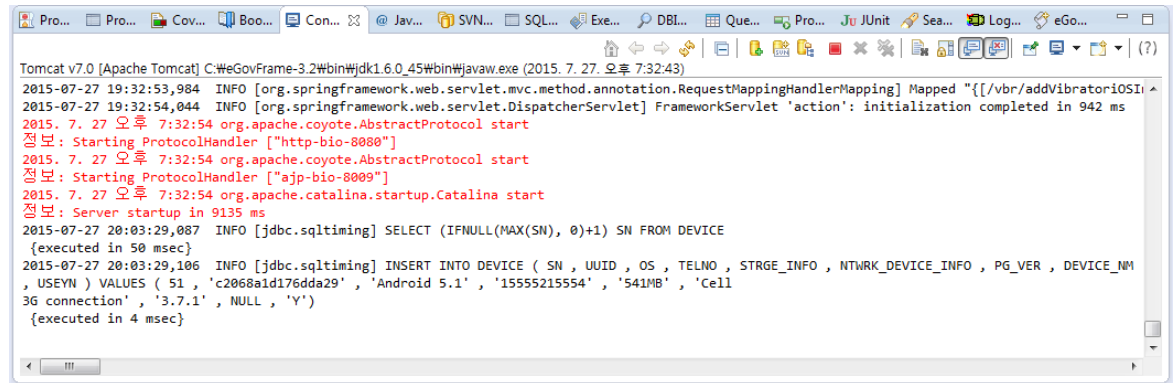 Pro... Pro... Cov... Boo... Con... @ Jav... SVN... SQL... Exe... DBI... Que... Pro... Ju JUnit Sea... Log... eGo...
(?)
Tomcat v7.0 [Apache Tomcat] C:₩eGovFrame-3.2₩bin₩jdk1.6.0_45₩bin₩javaw.exe (2015. 7. 27. 오후 7:32:43)
2015-07-27 19:32:53,984 INFO [org.springframework.web.servlet.mvc.method.annotation.RequestMappingHandlerMapping] Mapped "{[/vbr/addVibratoriOSI
2015-07-27 19:32:54,044 INFO [org.springframework.web.servlet.DispatcherServlet] FrameworkServlet 'action': initialization completed in 942 ms
2015. 7. 27 오후 7:32:54 org.apache.coyote.AbstractProtocol start
정보: Starting ProtocolHandler ["http-bio-8080"]
2015. 7. 27 오후 7:32:54 org.apache.coyote.AbstractProtocol start
정보: Starting ProtocolHandler ["ajp-bio-8009"]
2015. 7. 27 오후 7:32:54 org.apache.catalina.startup.Catalina start
정보: Server startup in 9135 ms
2015-07-27 20:03:29,087 INFO [jdbc.sqltiming] SELECT (IFNULL(MAX(SN), 0)+1) SN FROM DEVICE
{executed in 50 msec}
2015-07-27 20:03:29,106 INFO [jdbc.sqltiming] INSERT INTO DEVICE ( SN , UUID , OS , TELNO , STRGE_INFO , NTWRK_DEVICE_INFO , PG_VER , DEVICE_NM
, USEYN ) VALUES ( 51 , 'c2068a1d176dda29' , 'Android 5.1' , '15555215554' , '541MB' , 'Cell
3G connection' , '3.7.1' , NULL , 'Y')
{executed in 4 msec}